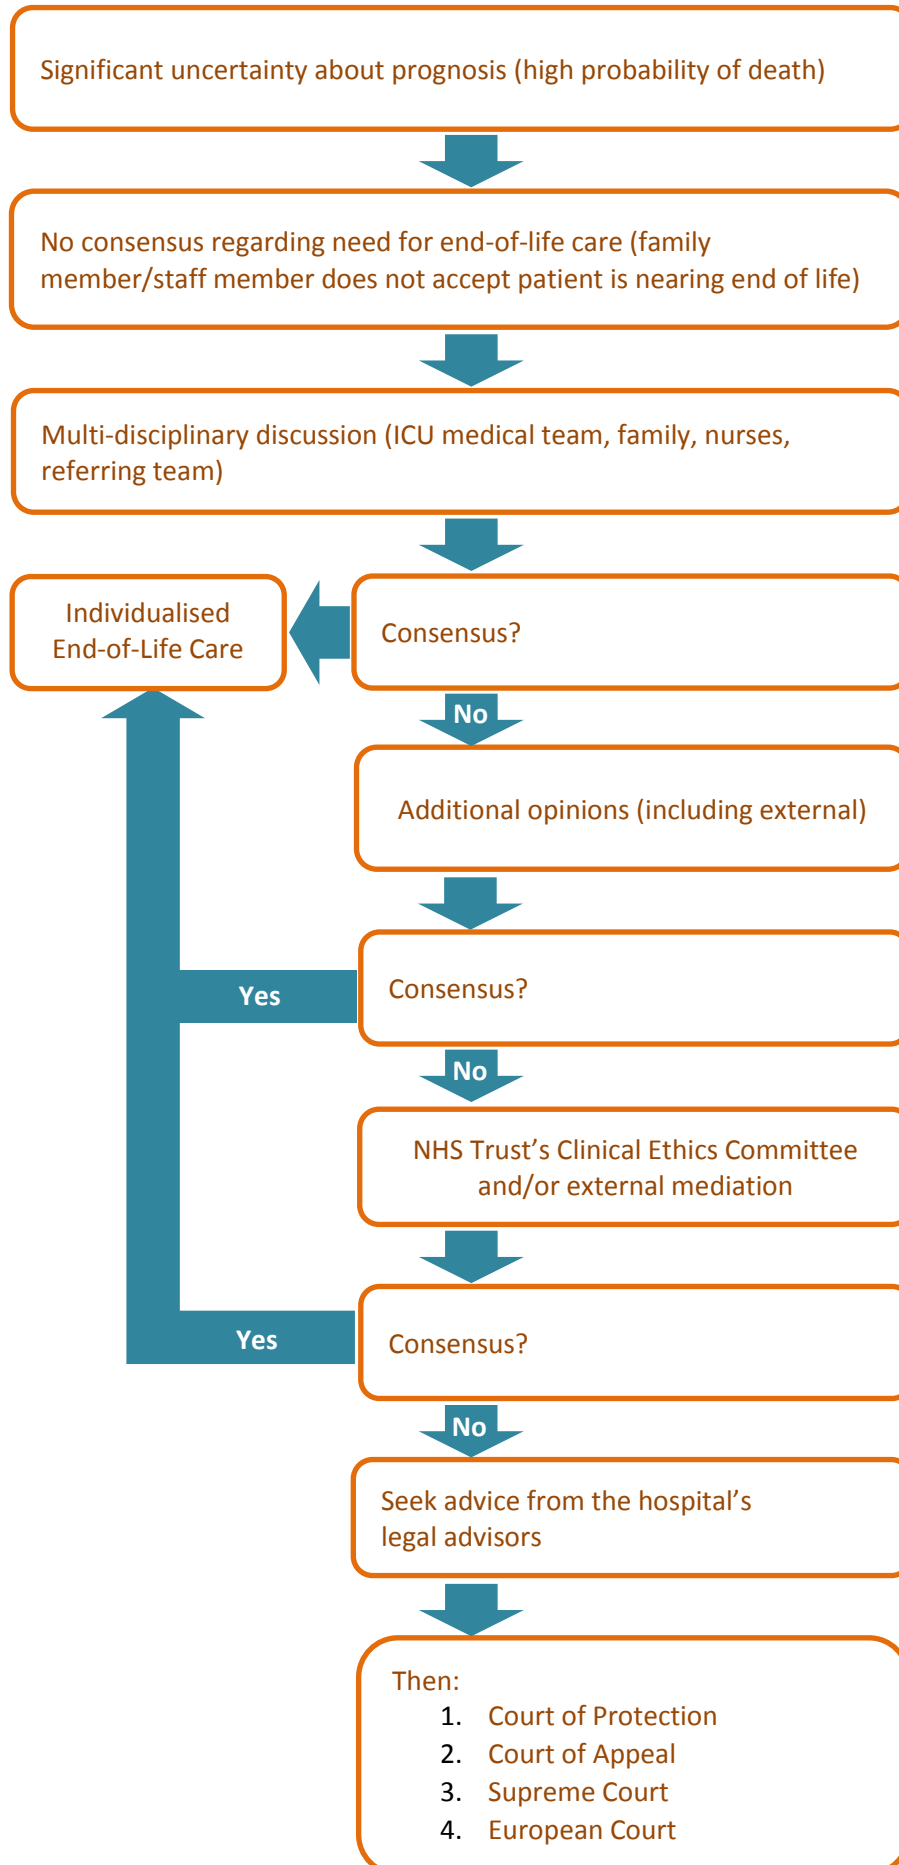 Significant uncertainty about prognosis (high probability of death)
No consensus regarding need for end-of-life care (family
member/staff member does not accept patient is nearing end of life)
Multi-disciplinary discussion (ICU medical team, family, nurses,
referring team)
Individualised
End-of-Life Care
Consensus?
No
Additional opinions (including external)
Consensus?
Yes
No
NHS Trust’s Clinical Ethics Committee
and/or external mediation
Consensus?
Yes
No
Seek advice from the hospital’s
legal advisors
Then:
1. Court of Protection
2. Court of Appeal
3. Supreme Court
4. European Court